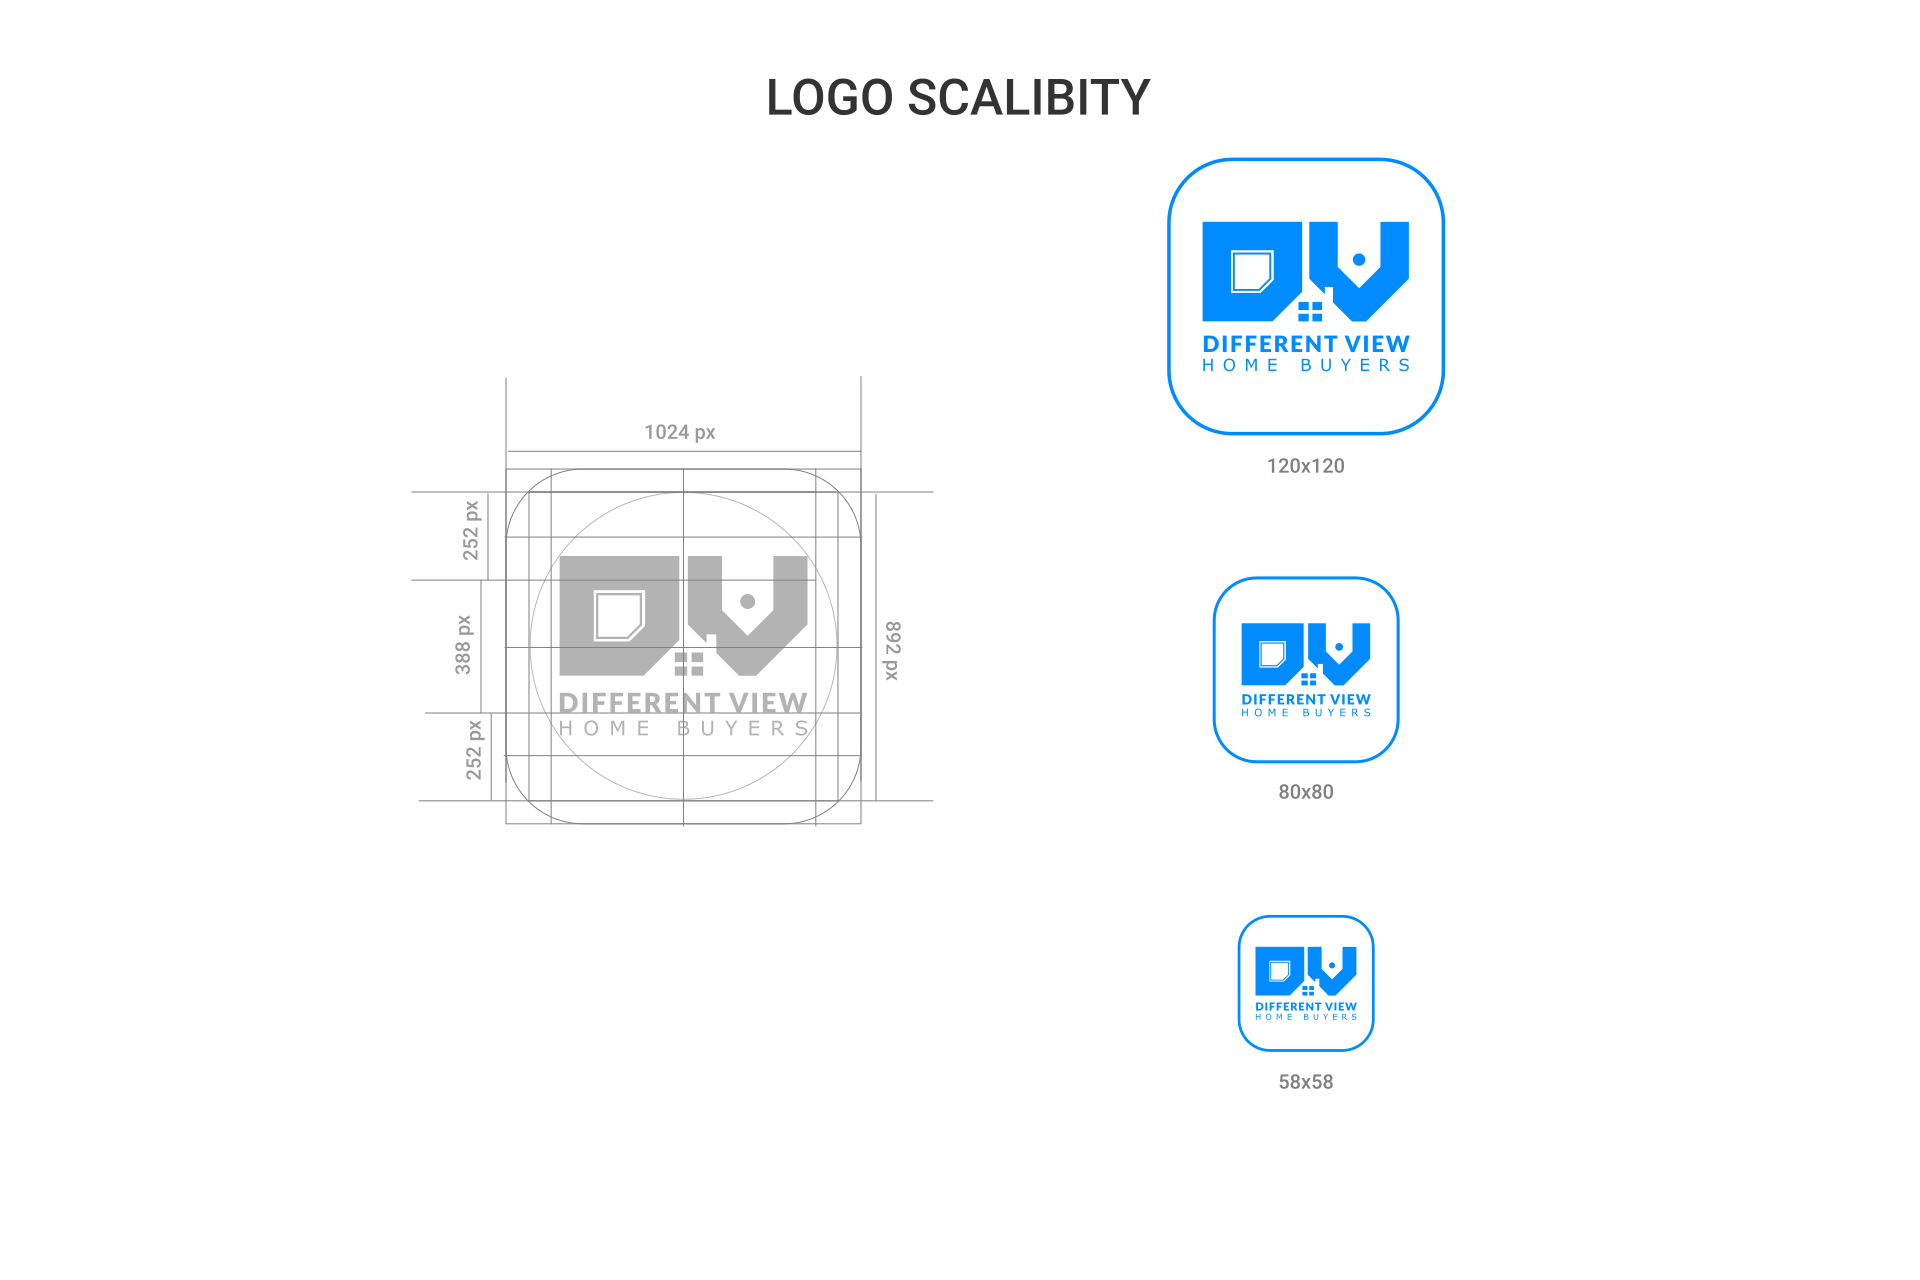 LOGO SCALIBITY
1024 px
252 px
388 px
252 px
892 px
DIFFERENT VIEW
HOME BUYERS
DV
DIFFERENT VIEW
HOME BUYERS
120x120
DV
DIFFERENT VIEW
HOME BUYERS
80x80
DV
DIFFERENT VIEW
HOME BUYERS
58x58
DV